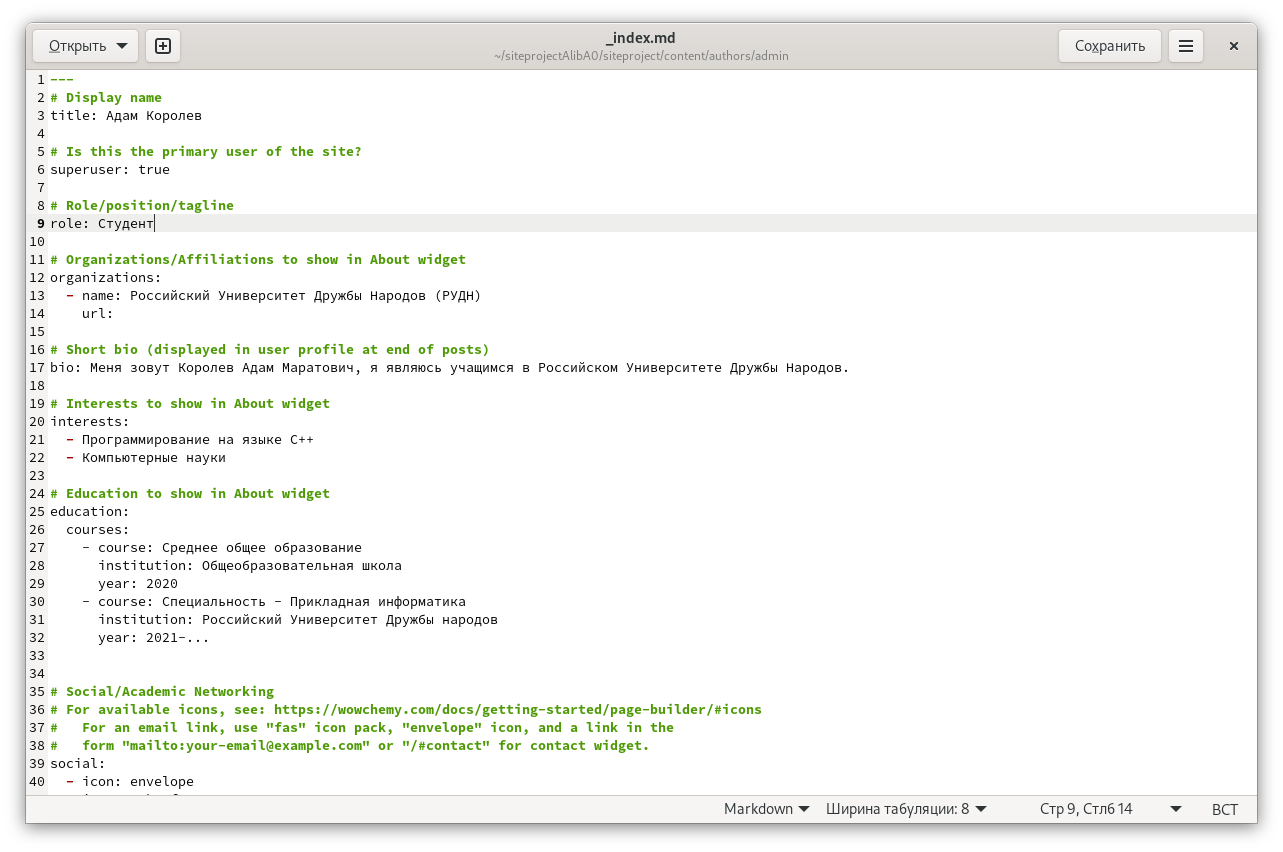 Открыть
_index.md
~/siteprojectAlibA0/siteproject/content/authors/admin
Сохранить
1 ---
2 # Display name
3 title: Адам Королев
4
5 # Is this the primary user of the site?
6 superuser: true
7
8 # Role/position/tagline
9 role: Студент
10
11 # Organizations/Affiliations to show in About widget
12 organizations:
13   - name: Российский Университет Дружбы Народов (РУДН)
14     url:
15
16 # Short bio (displayed in user profile at end of posts)
17 bio: Меня зовут Королев Адам Маратович, я являюсь учащимся в Российском Университете Дружбы Народов.
18
19 # Interests to show in About widget
20 interests:
21   - Программирование на языке C++
22   - Компьютерные науки
23
24 # Education to show in About widget
25 education:
26   courses:
27     - course: Среднее общее образование
28       institution: Общеобразовательная школа
29       year: 2020
30     - course: Специальность - Прикладная информатика
31       institution: Российский Университет Дружбы народов
32       year: 2021-...
33
34
35 # Social/Academic Networking
36 # For available icons, see: https://wowchemy.com/docs/getting-started/page-builder/#icons
37 #   For an email link, use "fas" icon pack, "envelope" icon, and a link in the
38 #   form "mailto:your-email@example.com" or "/#contact" for contact widget.
39 social:
40   - icon: envelope
Markdown Ширина табуляции: 8 Стр 9, Стлб 14 ВСТ